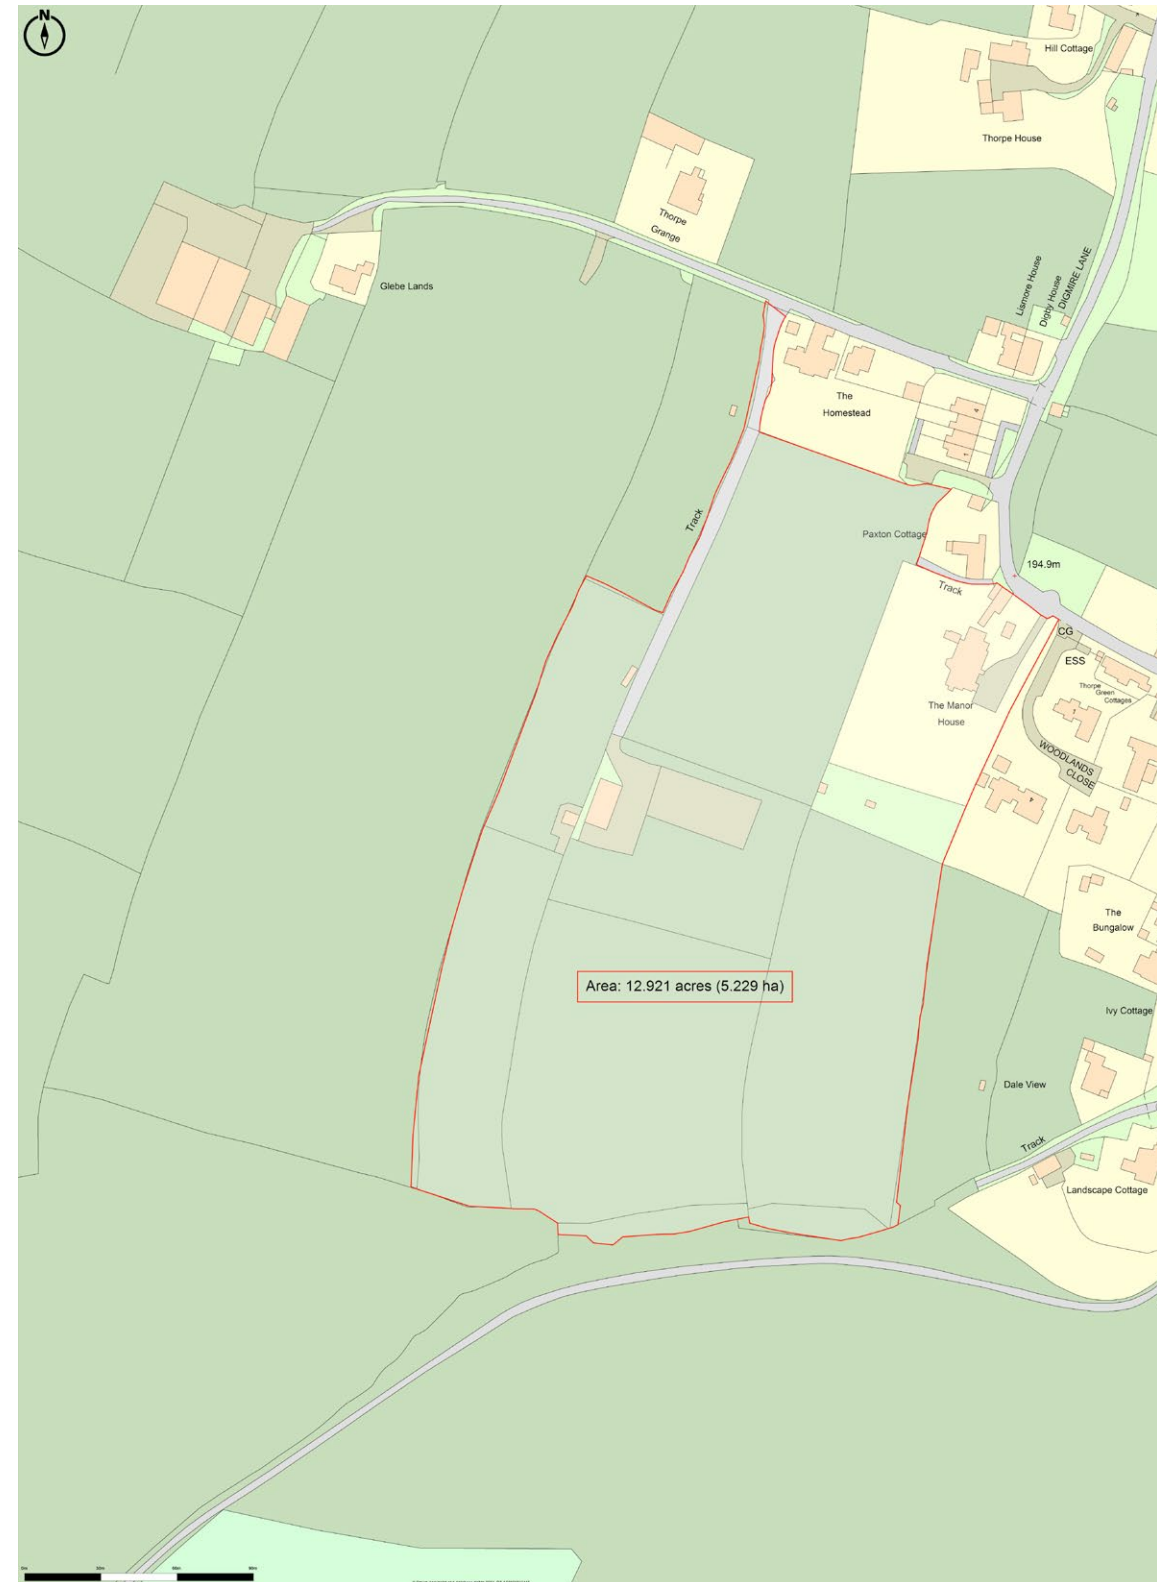 N
Hill Cottage
Thorpe House
Thorpe
Grange
Glebe Lands
Lismore House
Digby House
DIGMIRE LANE
The
Homestead
Track
Paxton Cottage
194.9m
Track
CG
ESS
Thorpe
Green
Cottages
The Manor
House
WOODLANDS
CLOSE
The
Bungalow
Area: 12.921 acres (5.229 ha)
Ivy Cottage
Dale View
Track
Landscape Cottage